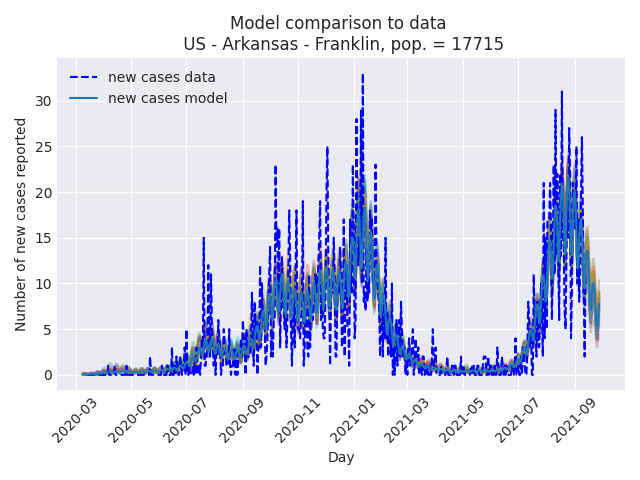 Model comparison to data
US - Arkansas - Franklin, pop. = 17715
new cases data
new cases model
Number of new cases reported
30
25
20
15
10
5
0
2020-03
2020-05
2020-07
2020-09
2020-11
2021-01
2021-03
2021-05
2021-07
2021-09
Day